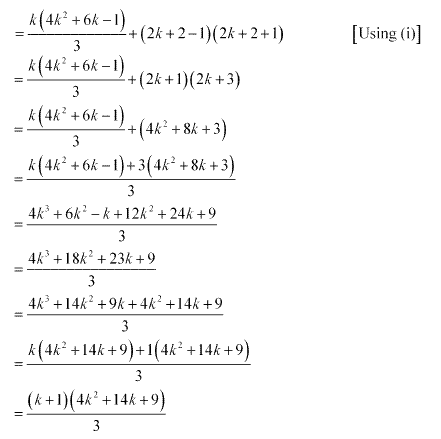 = k(4k² + 6k − 1)/3 + (2k + 2 − 1)(2k + 2 + 1) [Using (i)]
= k(4k² + 6k − 1)/3 + (2k + 1)(2k + 3)
= k(4k² + 6k − 1)/3 + (4k² + 8k + 3)
= k(4k² + 6k − 1) + 3(4k² + 8k + 3)/3
= 4k³ + 6k² − k + 12k² + 24k + 9/3
= 4k³ + 18k² + 23k + 9/3
= 4k³ + 14k² + 9k + 4k² + 14k + 9/3
= k(4k² + 14k + 9) + 1(4k² + 14k + 9)/3
= (k + 1)(4k² + 14k + 9)/3